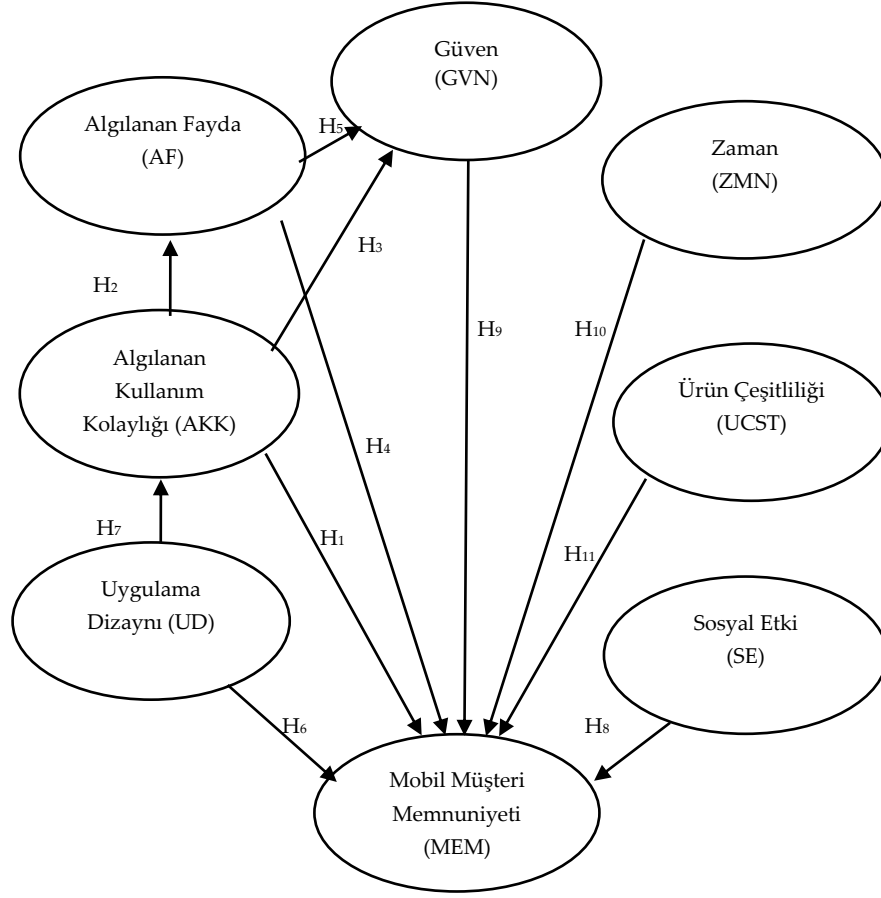 Güven
(GVN)
Algılanan Fayda
(AF)
H5
Zaman
(ZMN)
H3
H2
H9
H10
Algılanan
Kullanım
Kolaylığı (AKK)
Ürün Çeşitliliği
(UCST)
H4
H7
H1
H11
Uygulama
Dizaynı (UD)
Sosyal Etki
(SE)
H6
H8
Mobil Müşteri
Memnuniyeti
(MEM)